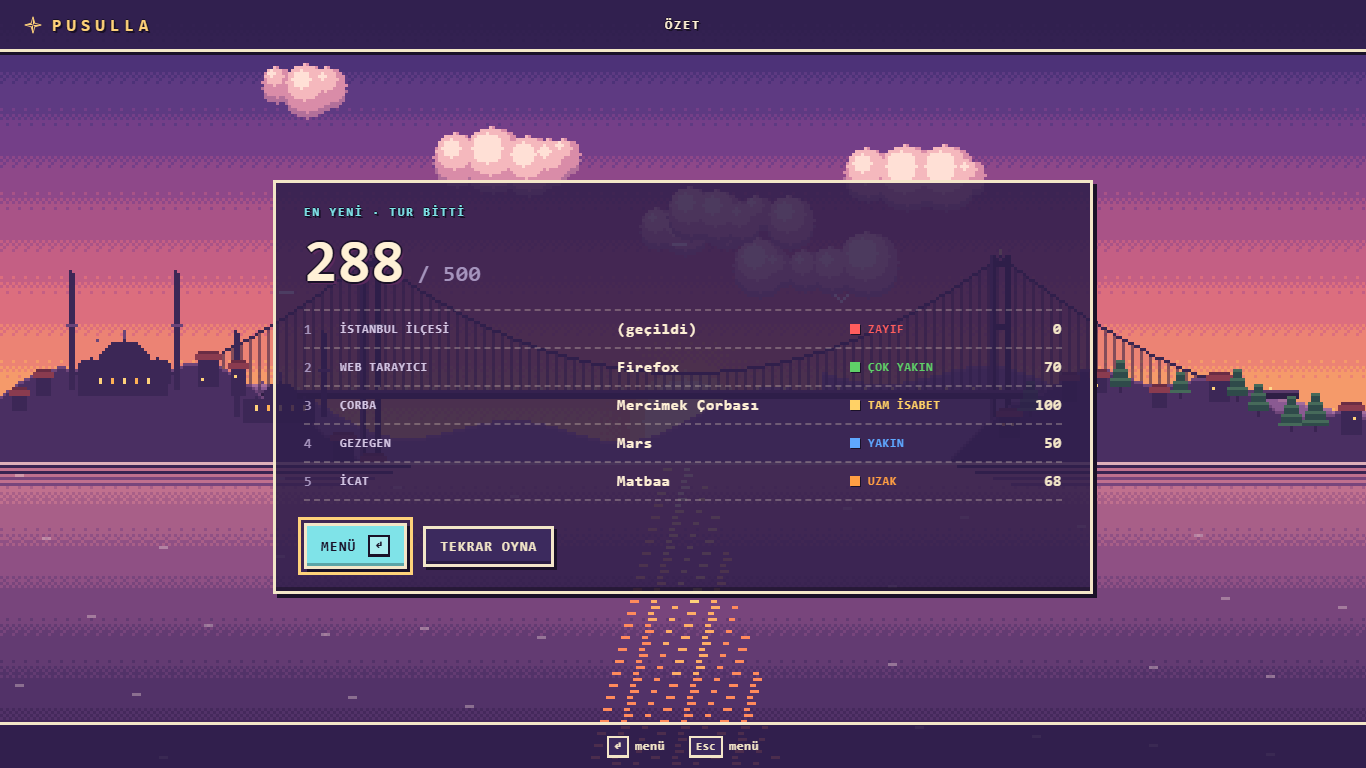 PUSULLA
ÖZET
EN YENİ · TUR BİTTİ
288 / 500
1 İSTANBUL İLÇESİ (geçildi) ZAYIF 0
2 WEB TARAYICI Firefox ÇOK YAKIN 70
3 ÇORBA Mercimek Çorbası TAM İSABET 100
4 GEZEGEN Mars YAKIN 50
5 İCAT Matbaa UZAK 68
MENÜ ↵ TEKRAR OYNA
↵ menü Esc menü